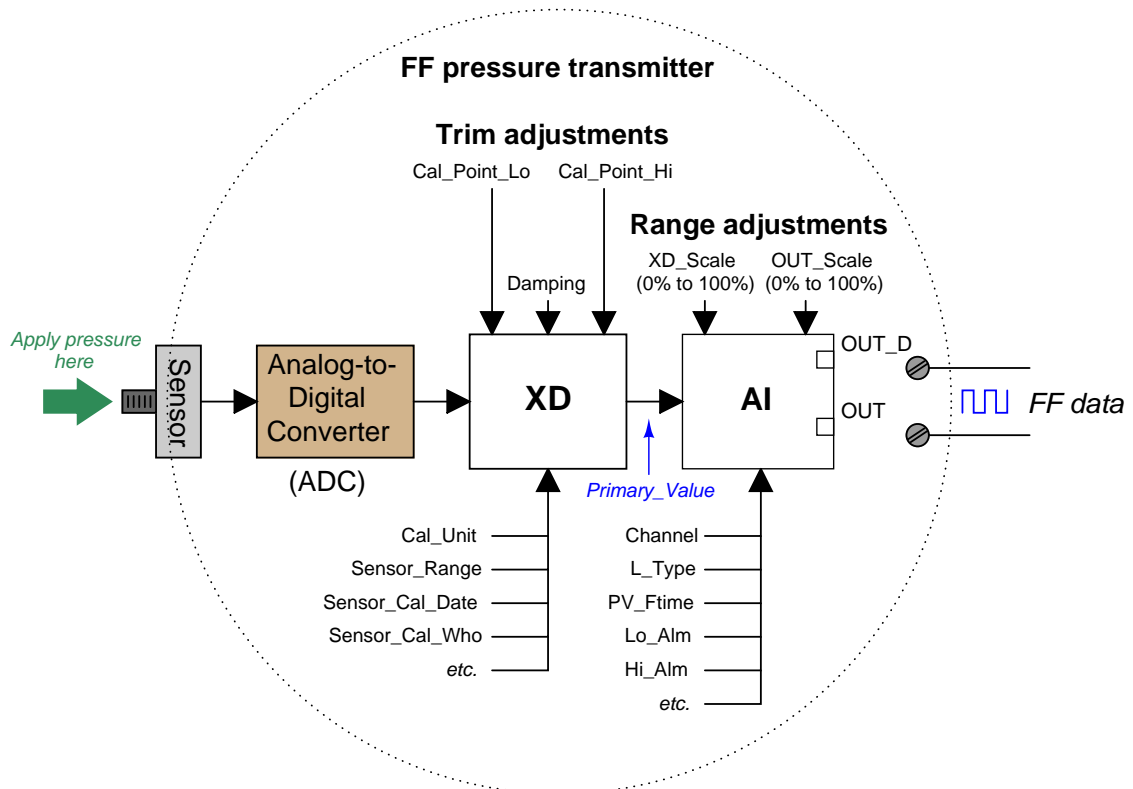 FF pressure transmitter
Trim adjustments
Cal_Point_Lo Cal_Point_Hi
Range adjustments
XD_Scale
(0% to 100%)
OUT_Scale
(0% to 100%)
Damping
Apply pressure
here
Sensor
Analog-to-
Digital
Converter
(ADC)
XD
Primary_Value
AI
OUT_D
OUT
FF data
Cal_Unit
Sensor_Range
Sensor_Cal_Date
Sensor_Cal_Who
etc.
Channel
L_Type
PV_Ftime
Lo_Alm
Hi_Alm
etc.